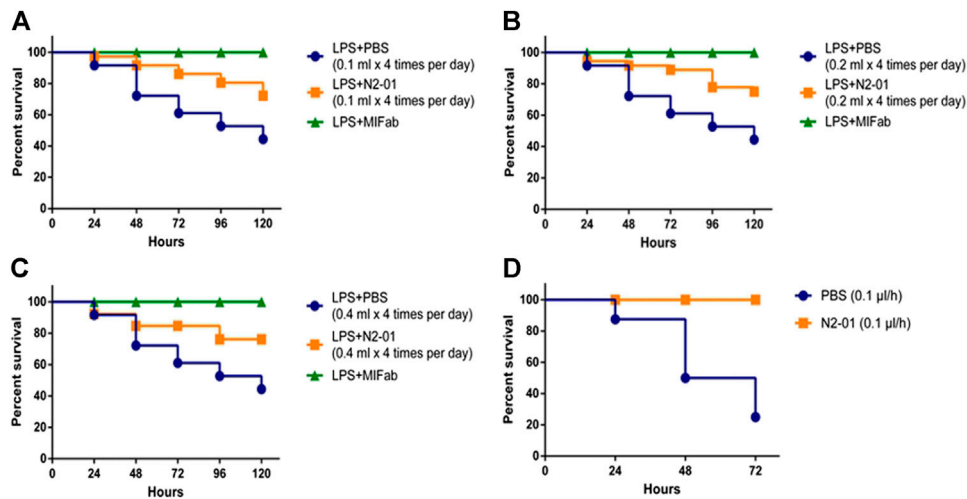 A
Percent survival
100
80
60
40
20
0
0 24 48 72 96 120
Hours
LPS+PBS
(0.1 ml x 4 times per day)
LPS+N2-01
(0.1 ml x 4 times per day)
LPS+MIFab
B
Percent survival
100
80
60
40
20
0
0 24 48 72 96 120
Hours
LPS+PBS
(0.2 ml x 4 times per day)
LPS+N2-01
(0.2 ml x 4 times per day)
LPS+MIFab
C
Percent survival
100
80
60
40
20
0
0 24 48 72 96 120
Hours
LPS+PBS
(0.4 ml x 4 times per day)
LPS+N2-01
(0.4 ml x 4 times per day)
LPS+MIFab
D
Percent survival
100
80
60
40
20
0
0 24 48 72
Hours
PBS (0.1 µl/h)
N2-01 (0.1 µl/h)